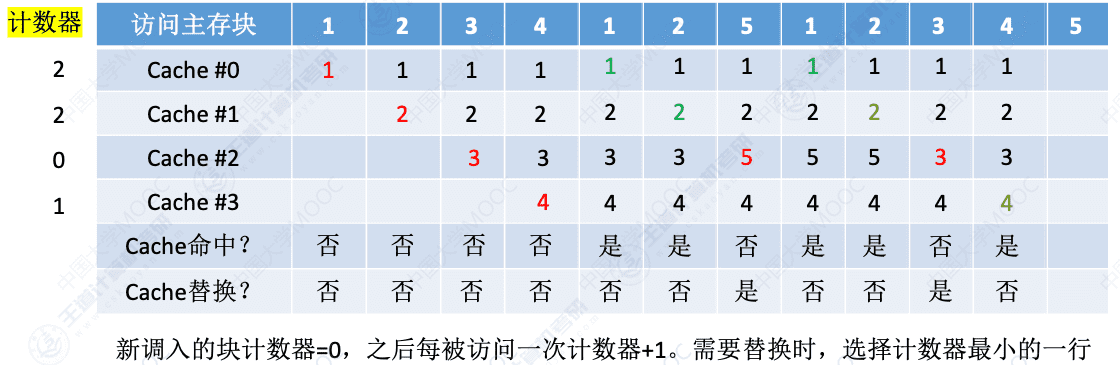 计数器 访问主存块 1 2 3 4 1 2 5 1 2 3 4 5
2 Cache #0 1 1 1 1 1 1 1 1 1 1 1
2 Cache #1 2 2 2 2 2 2 2 2 2 2
0 Cache #2 3 3 3 3 5 5 5 3 3
1 Cache #3 4 4 4 4 4 4 4 4
Cache命中? 否 否 否 否 是 是 否 是 是 否 是
Cache替换? 否 否 否 否 否 否 是 否 否 是 否
新调入的块计数器=0，之后每被访问一次计数器+1。需要替换时，选择计数器最小的一行